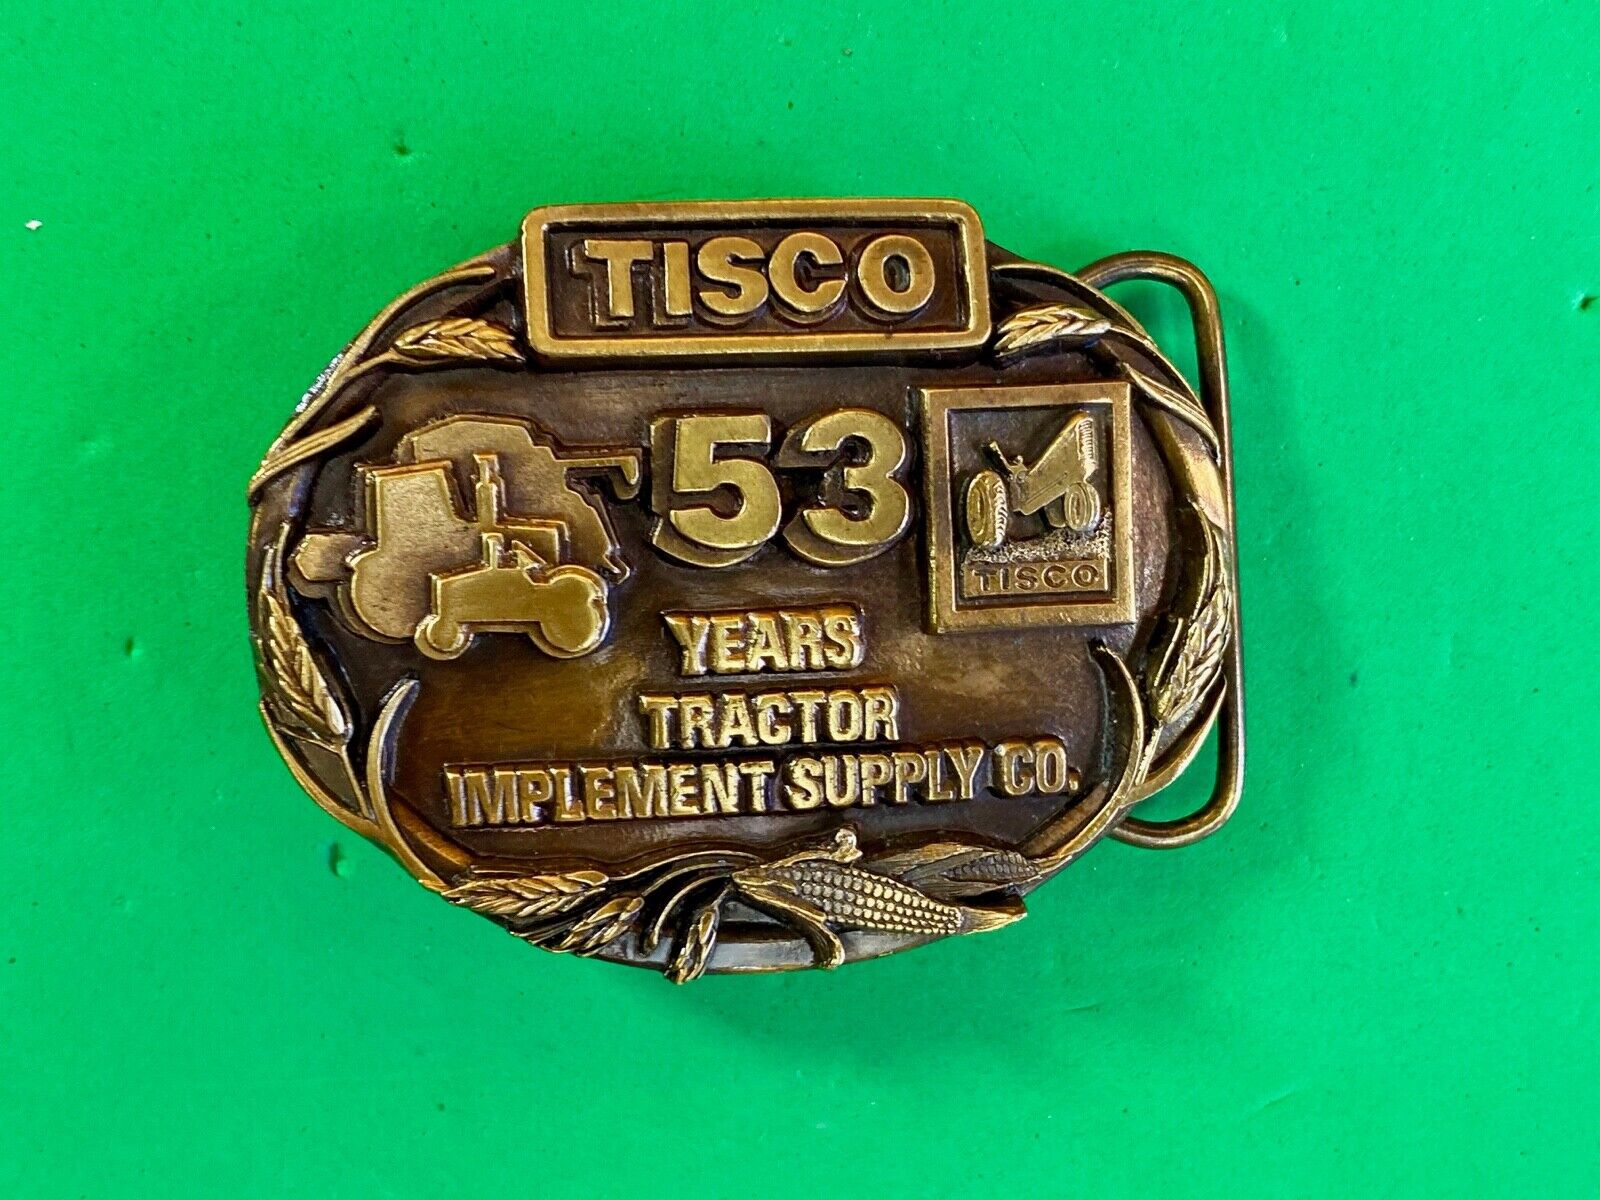 TISCO
53
TISCO
YEARS
TRACTOR
IMPLEMENT SUPPLY CO.